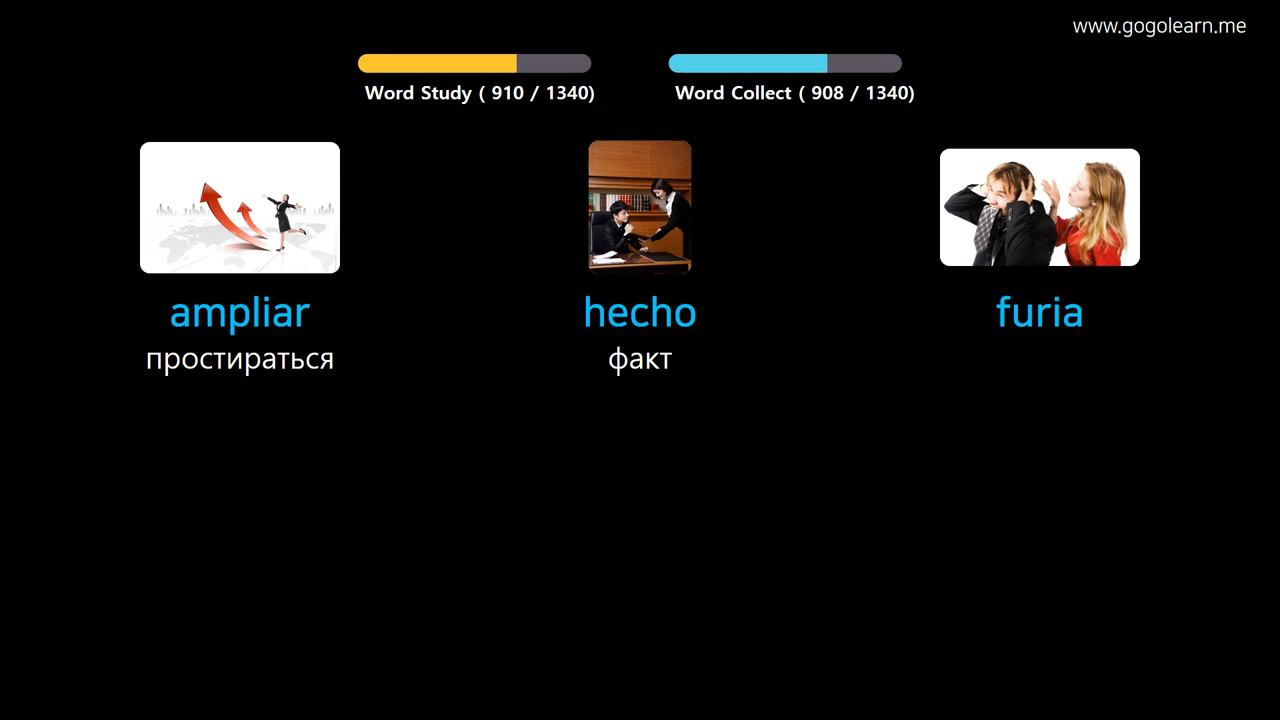 www.gogolearn.me
Word Study ( 910 / 1340)
Word Collect ( 908 / 1340)
ampliar
простираться
hecho
факт
furia